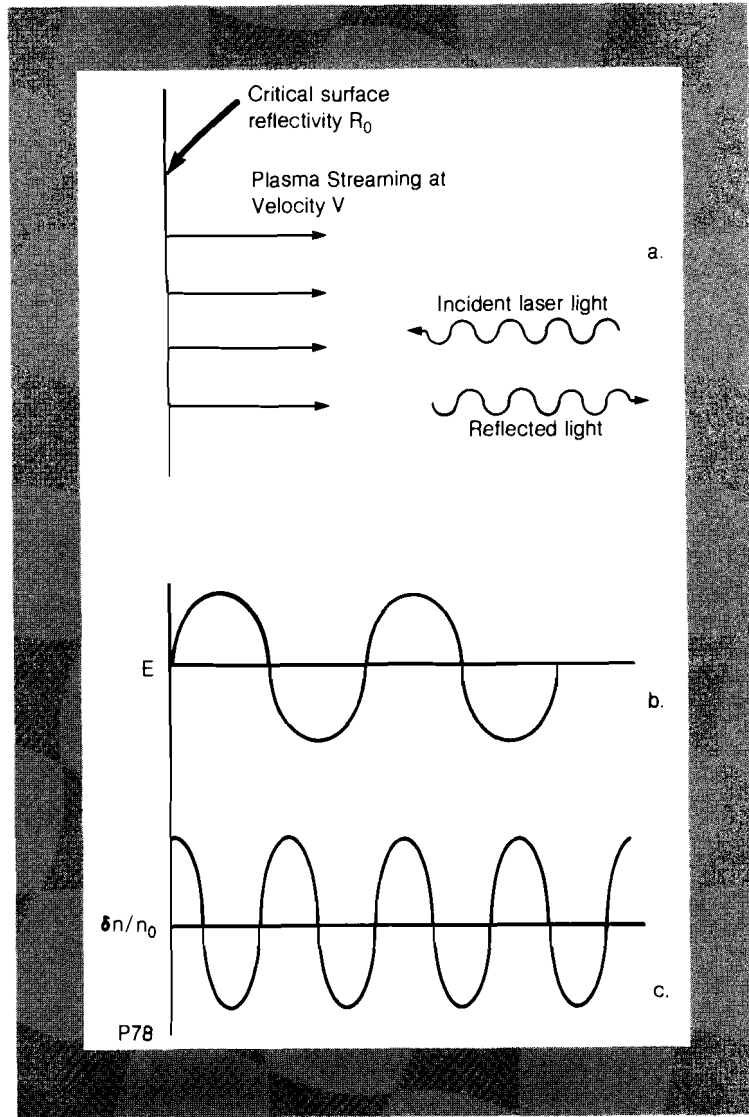 Critical surface
reflectivity R₀
Plasma Streaming at
Velocity V
a.
Incident laser light
Reflected light
E
b.
δn/n₀
c.
P78